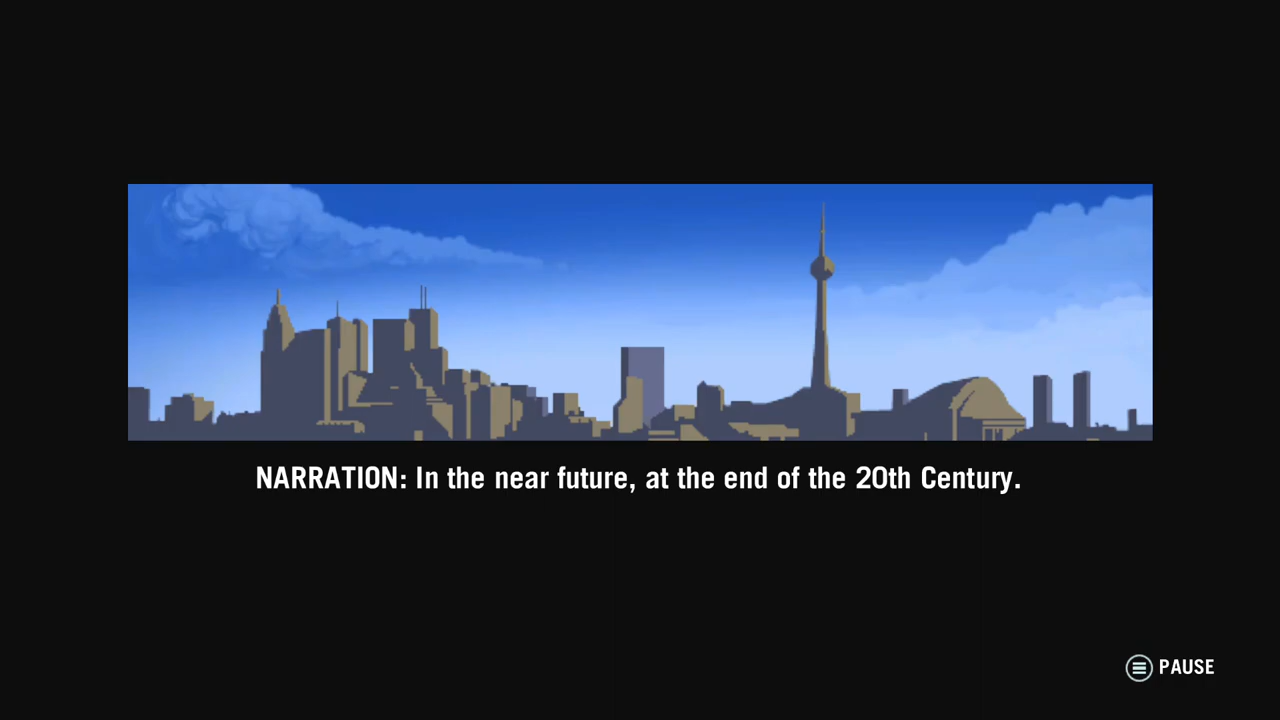 NARRATION: In the near future, at the end of the 20th Century.
PAUSE